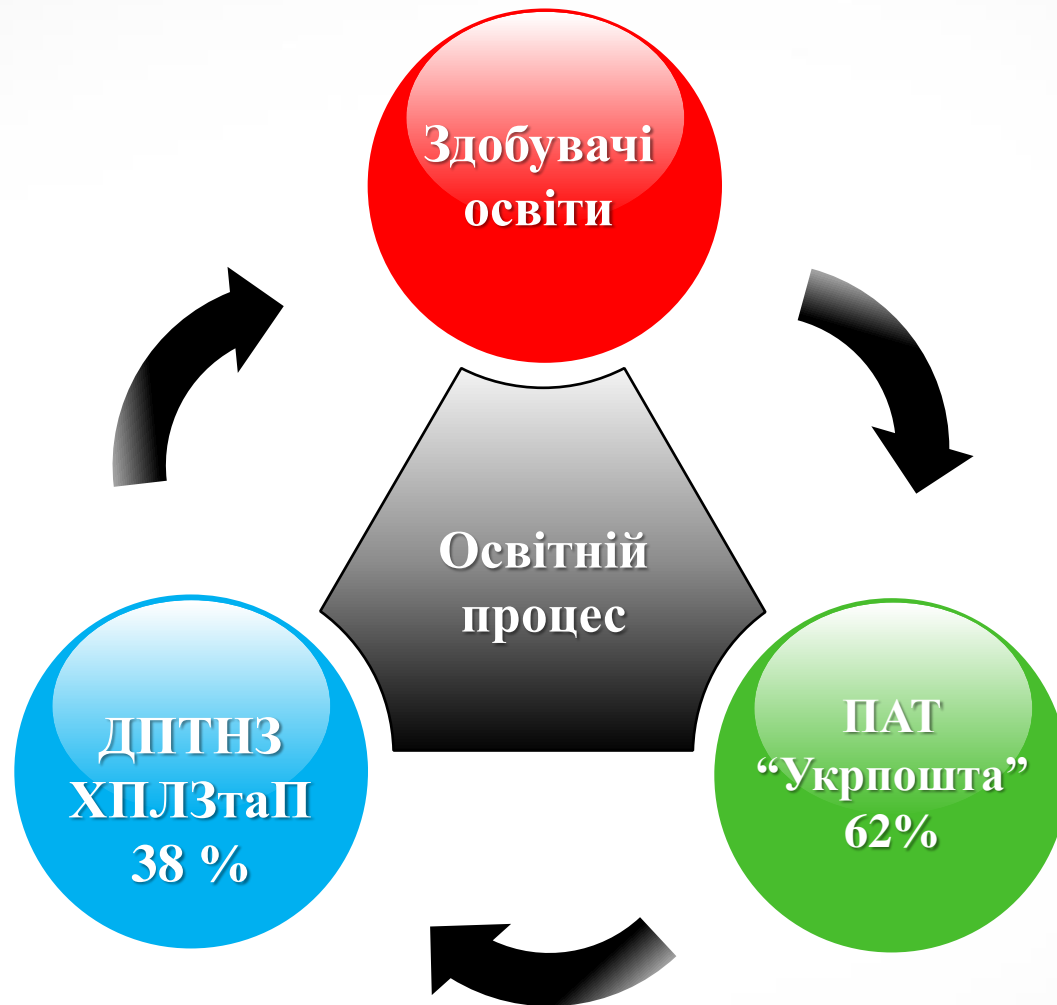 Здобувачі
освіти
Освітній
процес
ДПТНЗ
ХПЛЗтаП
38 %
ПАТ
“Укрпошта”
62%